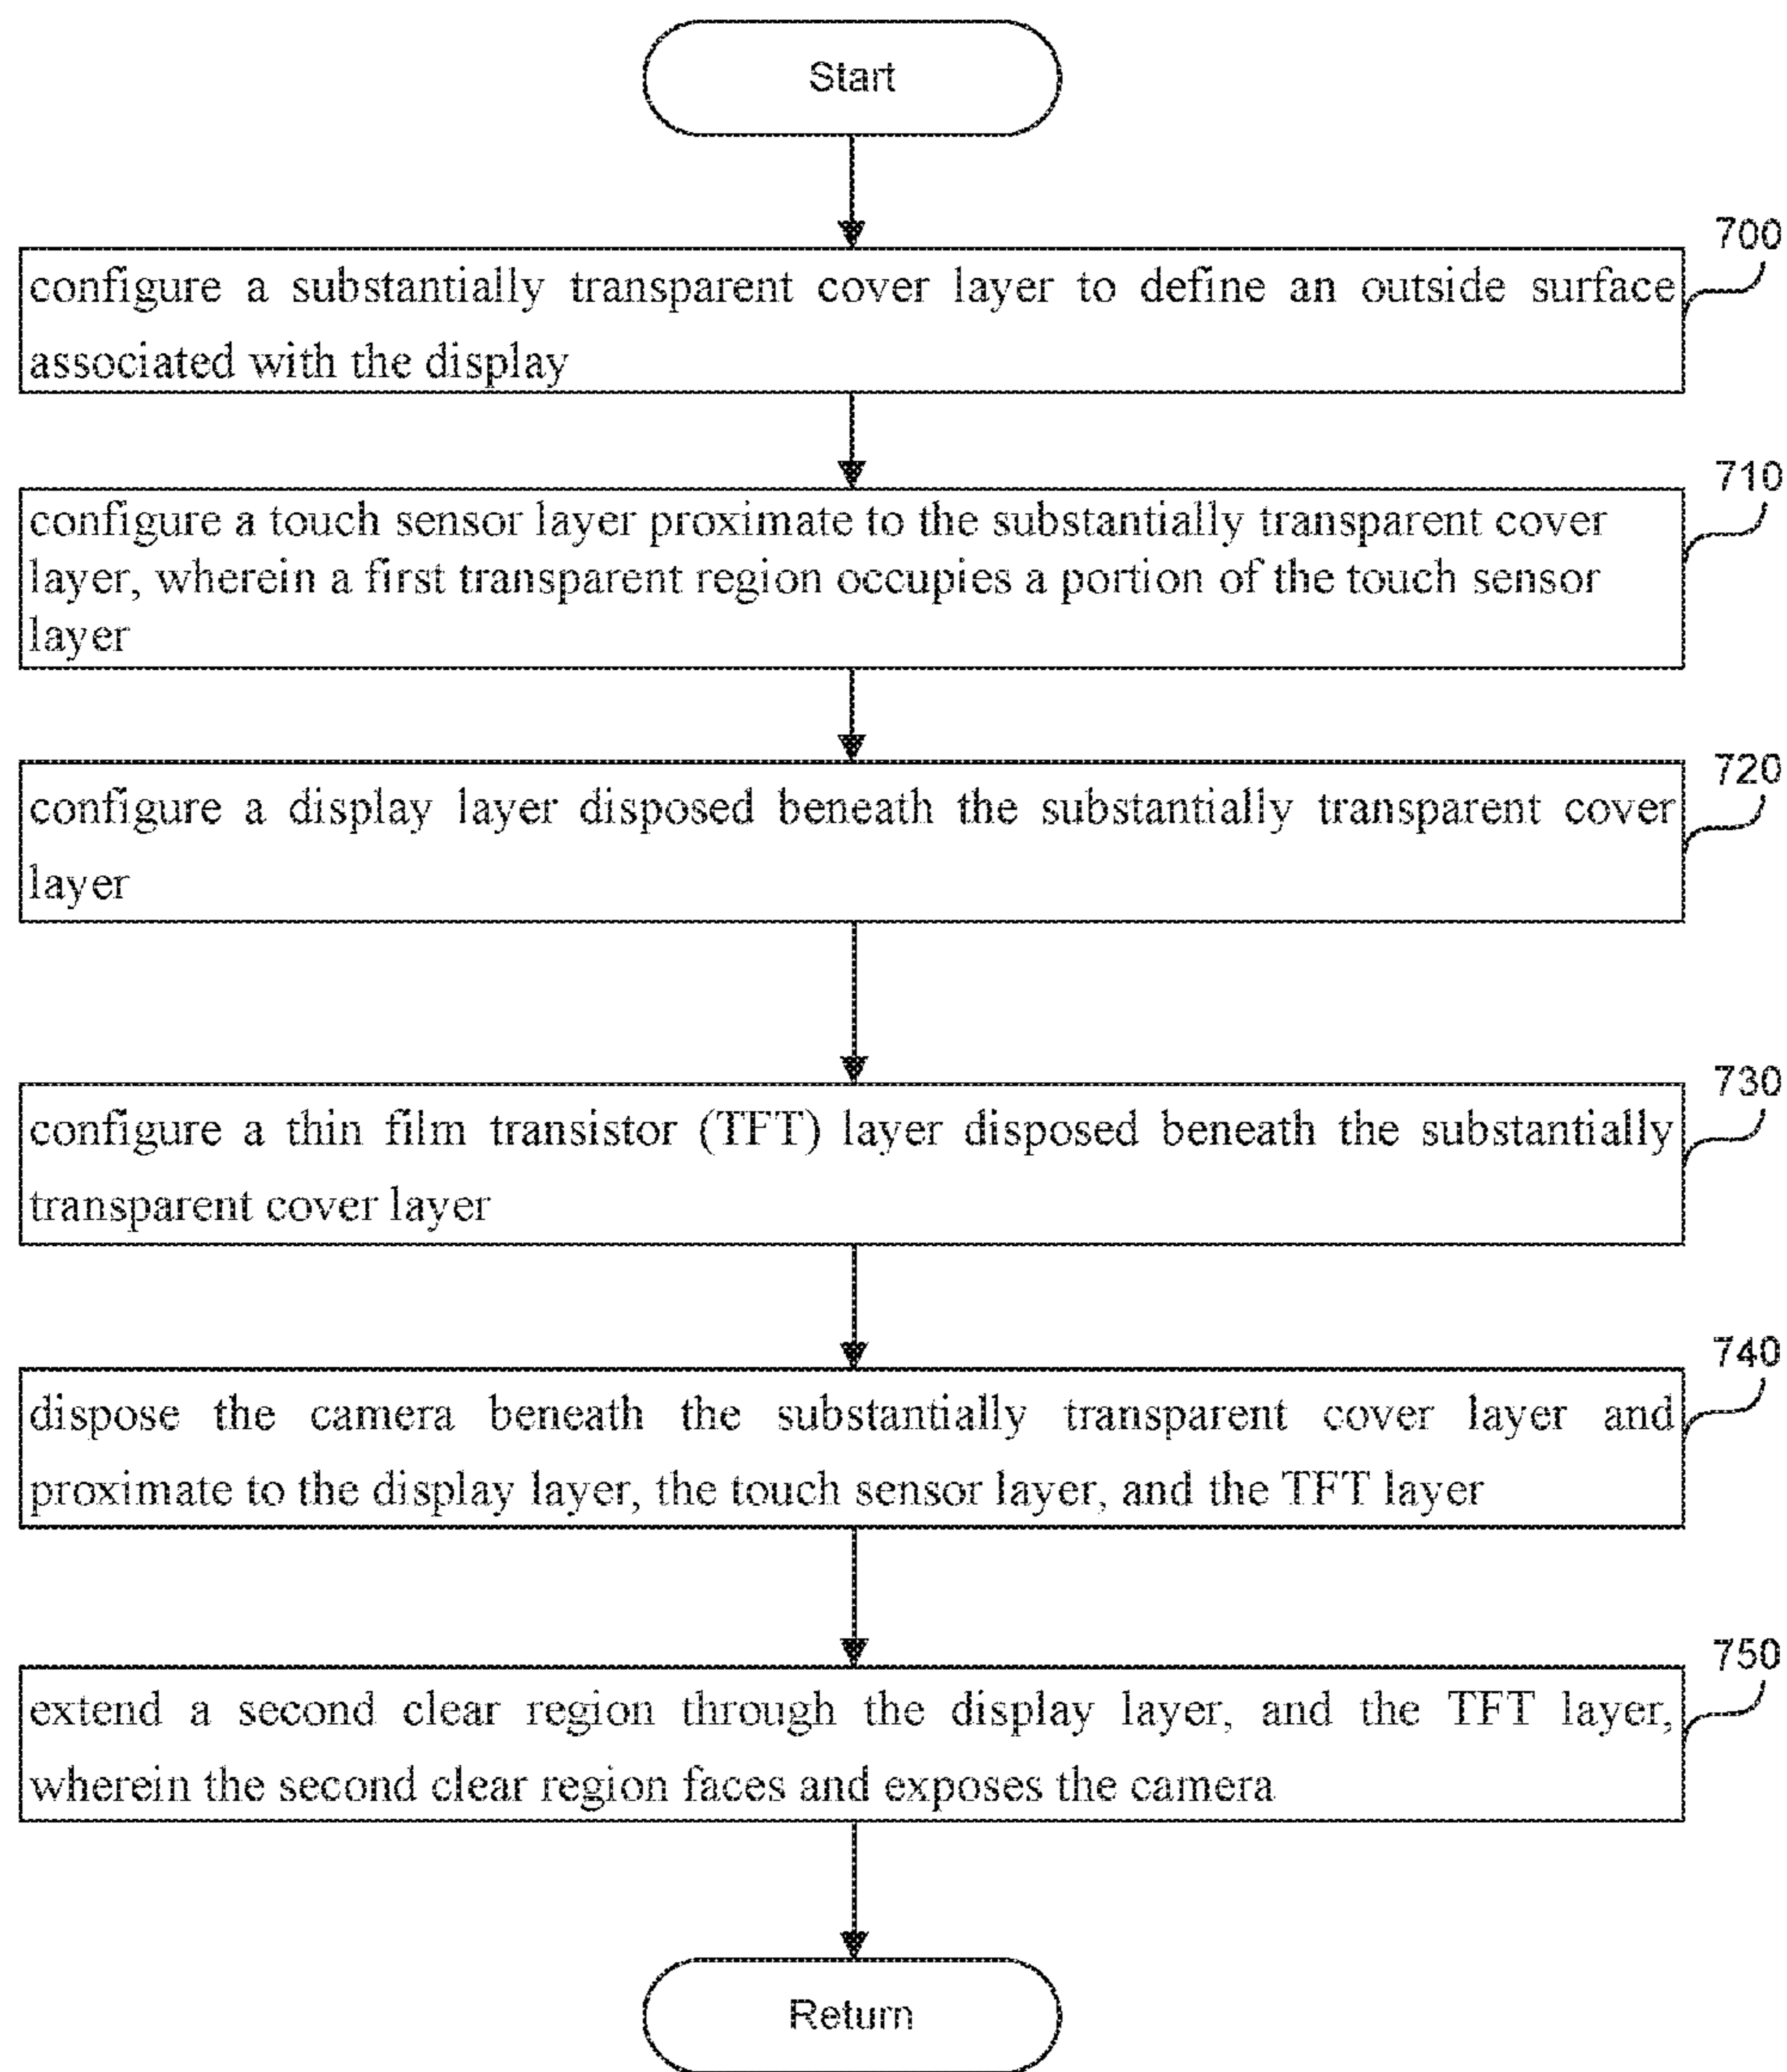 Start
700
configure a substantially transparent cover layer to define an outside surface
associated with the display
710
configure a touch sensor layer proximate to the substantially transparent cover
layer, wherein a first transparent region occupies a portion of the touch sensor
layer
720
configure a display layer disposed beneath the substantially transparent cover
layer
730
configure a thin film transistor (TFT) layer disposed beneath the substantially
transparent cover layer
740
dispose the camera beneath the substantially transparent cover layer and
proximate to the display layer, the touch sensor layer, and the TFT layer
750
extend a second clear region through the display layer, and the TFT layer,
wherein the second clear region faces and exposes the camera
Return